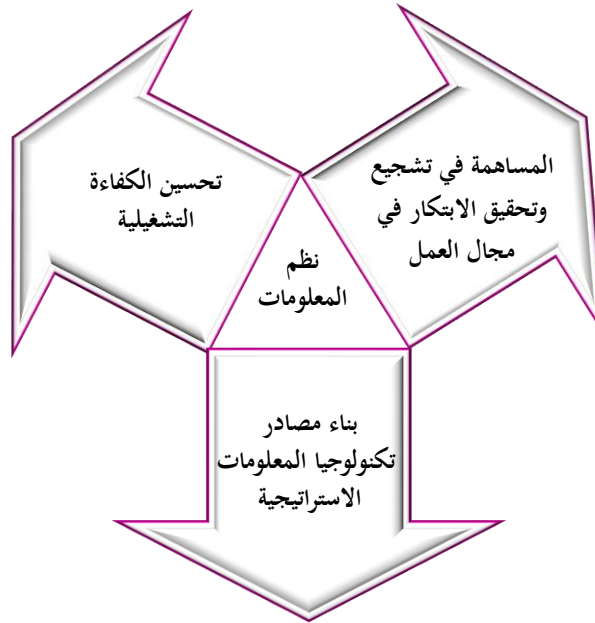 المساهمة في تشجيع
وتحقيق الابتكار في
مجال العمل
تحسين الكفاءة
التشغيلية
نظم
المعلومات
بناء مصادر
تكنولوجيا المعلومات
الاستراتيجية